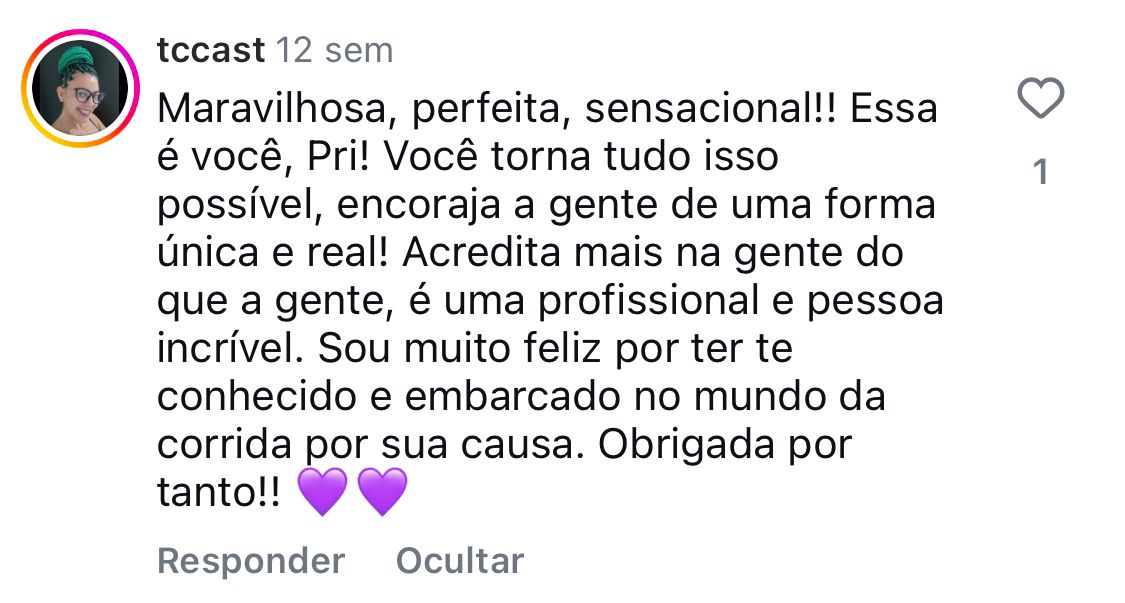 tccast 12 sem
Maravilhosa, perfeita, sensacional!! Essa
é você, Pri! Você torna tudo isso
possível, encoraja a gente de uma forma
única e real! Acredita mais na gente do
que a gente, é uma profissional e pessoa
incrível. Sou muito feliz por ter te
conhecido e embarcado no mundo da
corrida por sua causa. Obrigada por
tanto!! 💜💜
1
Responder Ocultar